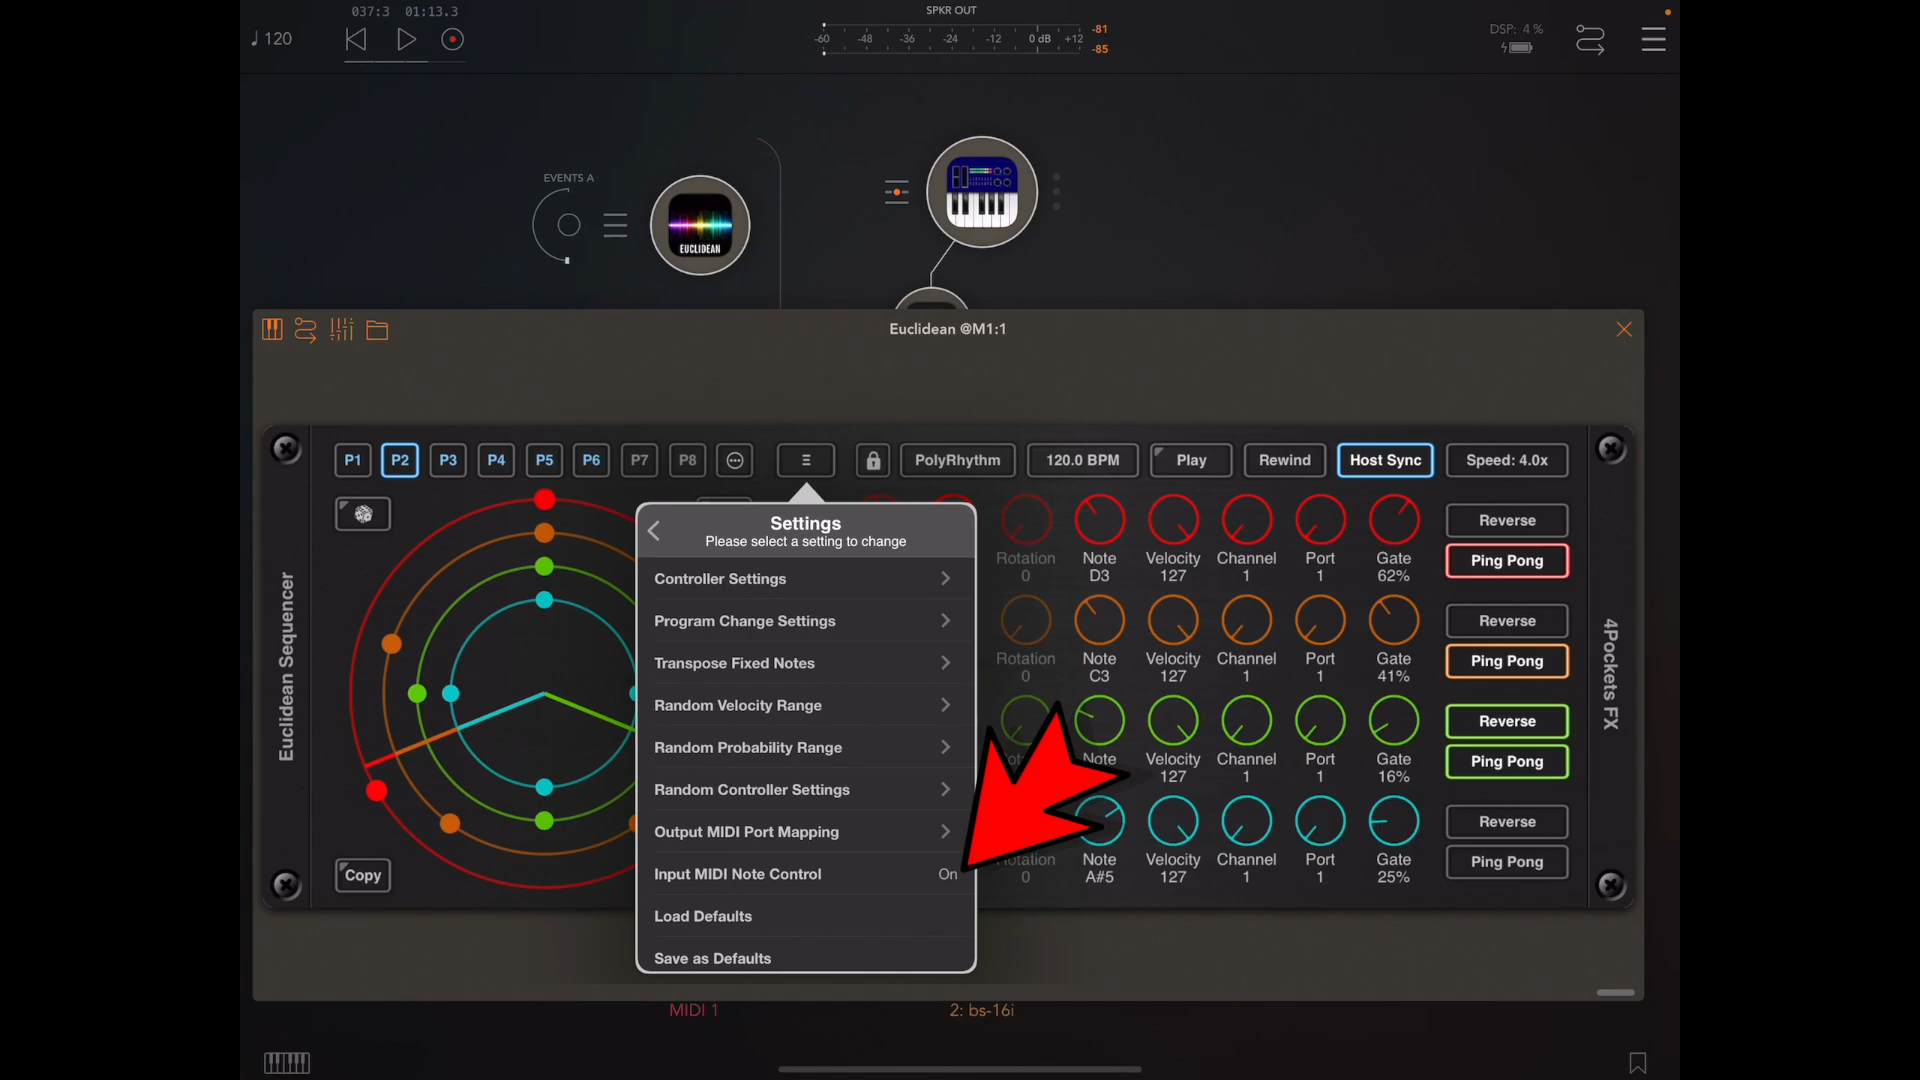 037:3 01:13.3
♩120
SPKR OUT
-60 -48 -36 -24 -12 0 dB +12
-81
-85
DSP: 4 %
EVENTS A
EUCLIDEAN
Euclidean @M1:1
P1 P2 P3 P4 P5 P6 P7 P8 PolyRhythm 120.0 BPM Play Rewind Host Sync Speed: 4.0x
Euclidean Sequencer
Copy
Settings
Please select a setting to change
Controller Settings
Program Change Settings
Transpose Fixed Notes
Random Velocity Range
Random Probability Range
Random Controller Settings
Output MIDI Port Mapping
Input MIDI Note Control On
Load Defaults
Save as Defaults
Rotation Note Velocity Channel Port Gate
0 D3 127 1 1 62%
Reverse
Ping Pong
Rotation Note Velocity Channel Port Gate
0 C3 127 1 1 41%
Reverse
Ping Pong
Note Velocity Channel Port Gate
127 1 1 16%
Reverse
Ping Pong
Rotation Note Velocity Channel Port Gate
0 A#5 127 1 1 25%
Reverse
Ping Pong
4Pockets FX
MIDI 1
2: bs-16i